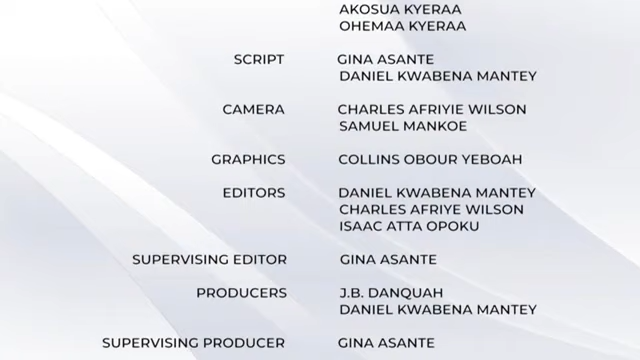 AKOSUA KYERAA
OHEMAA KYERAA
SCRIPT GINA ASANTE
DANIEL KWABENA MANTEY
CAMERA CHARLES AFRIYIE WILSON
SAMUEL MANKOE
GRAPHICS COLLINS OBOUR YEBOAH
EDITORS DANIEL KWABENA MANTEY
CHARLES AFRIYE WILSON
ISAAC ATTA OPOKU
SUPERVISING EDITOR GINA ASANTE
PRODUCERS J.B. DANQUAH
DANIEL KWABENA MANTEY
SUPERVISING PRODUCER GINA ASANTE